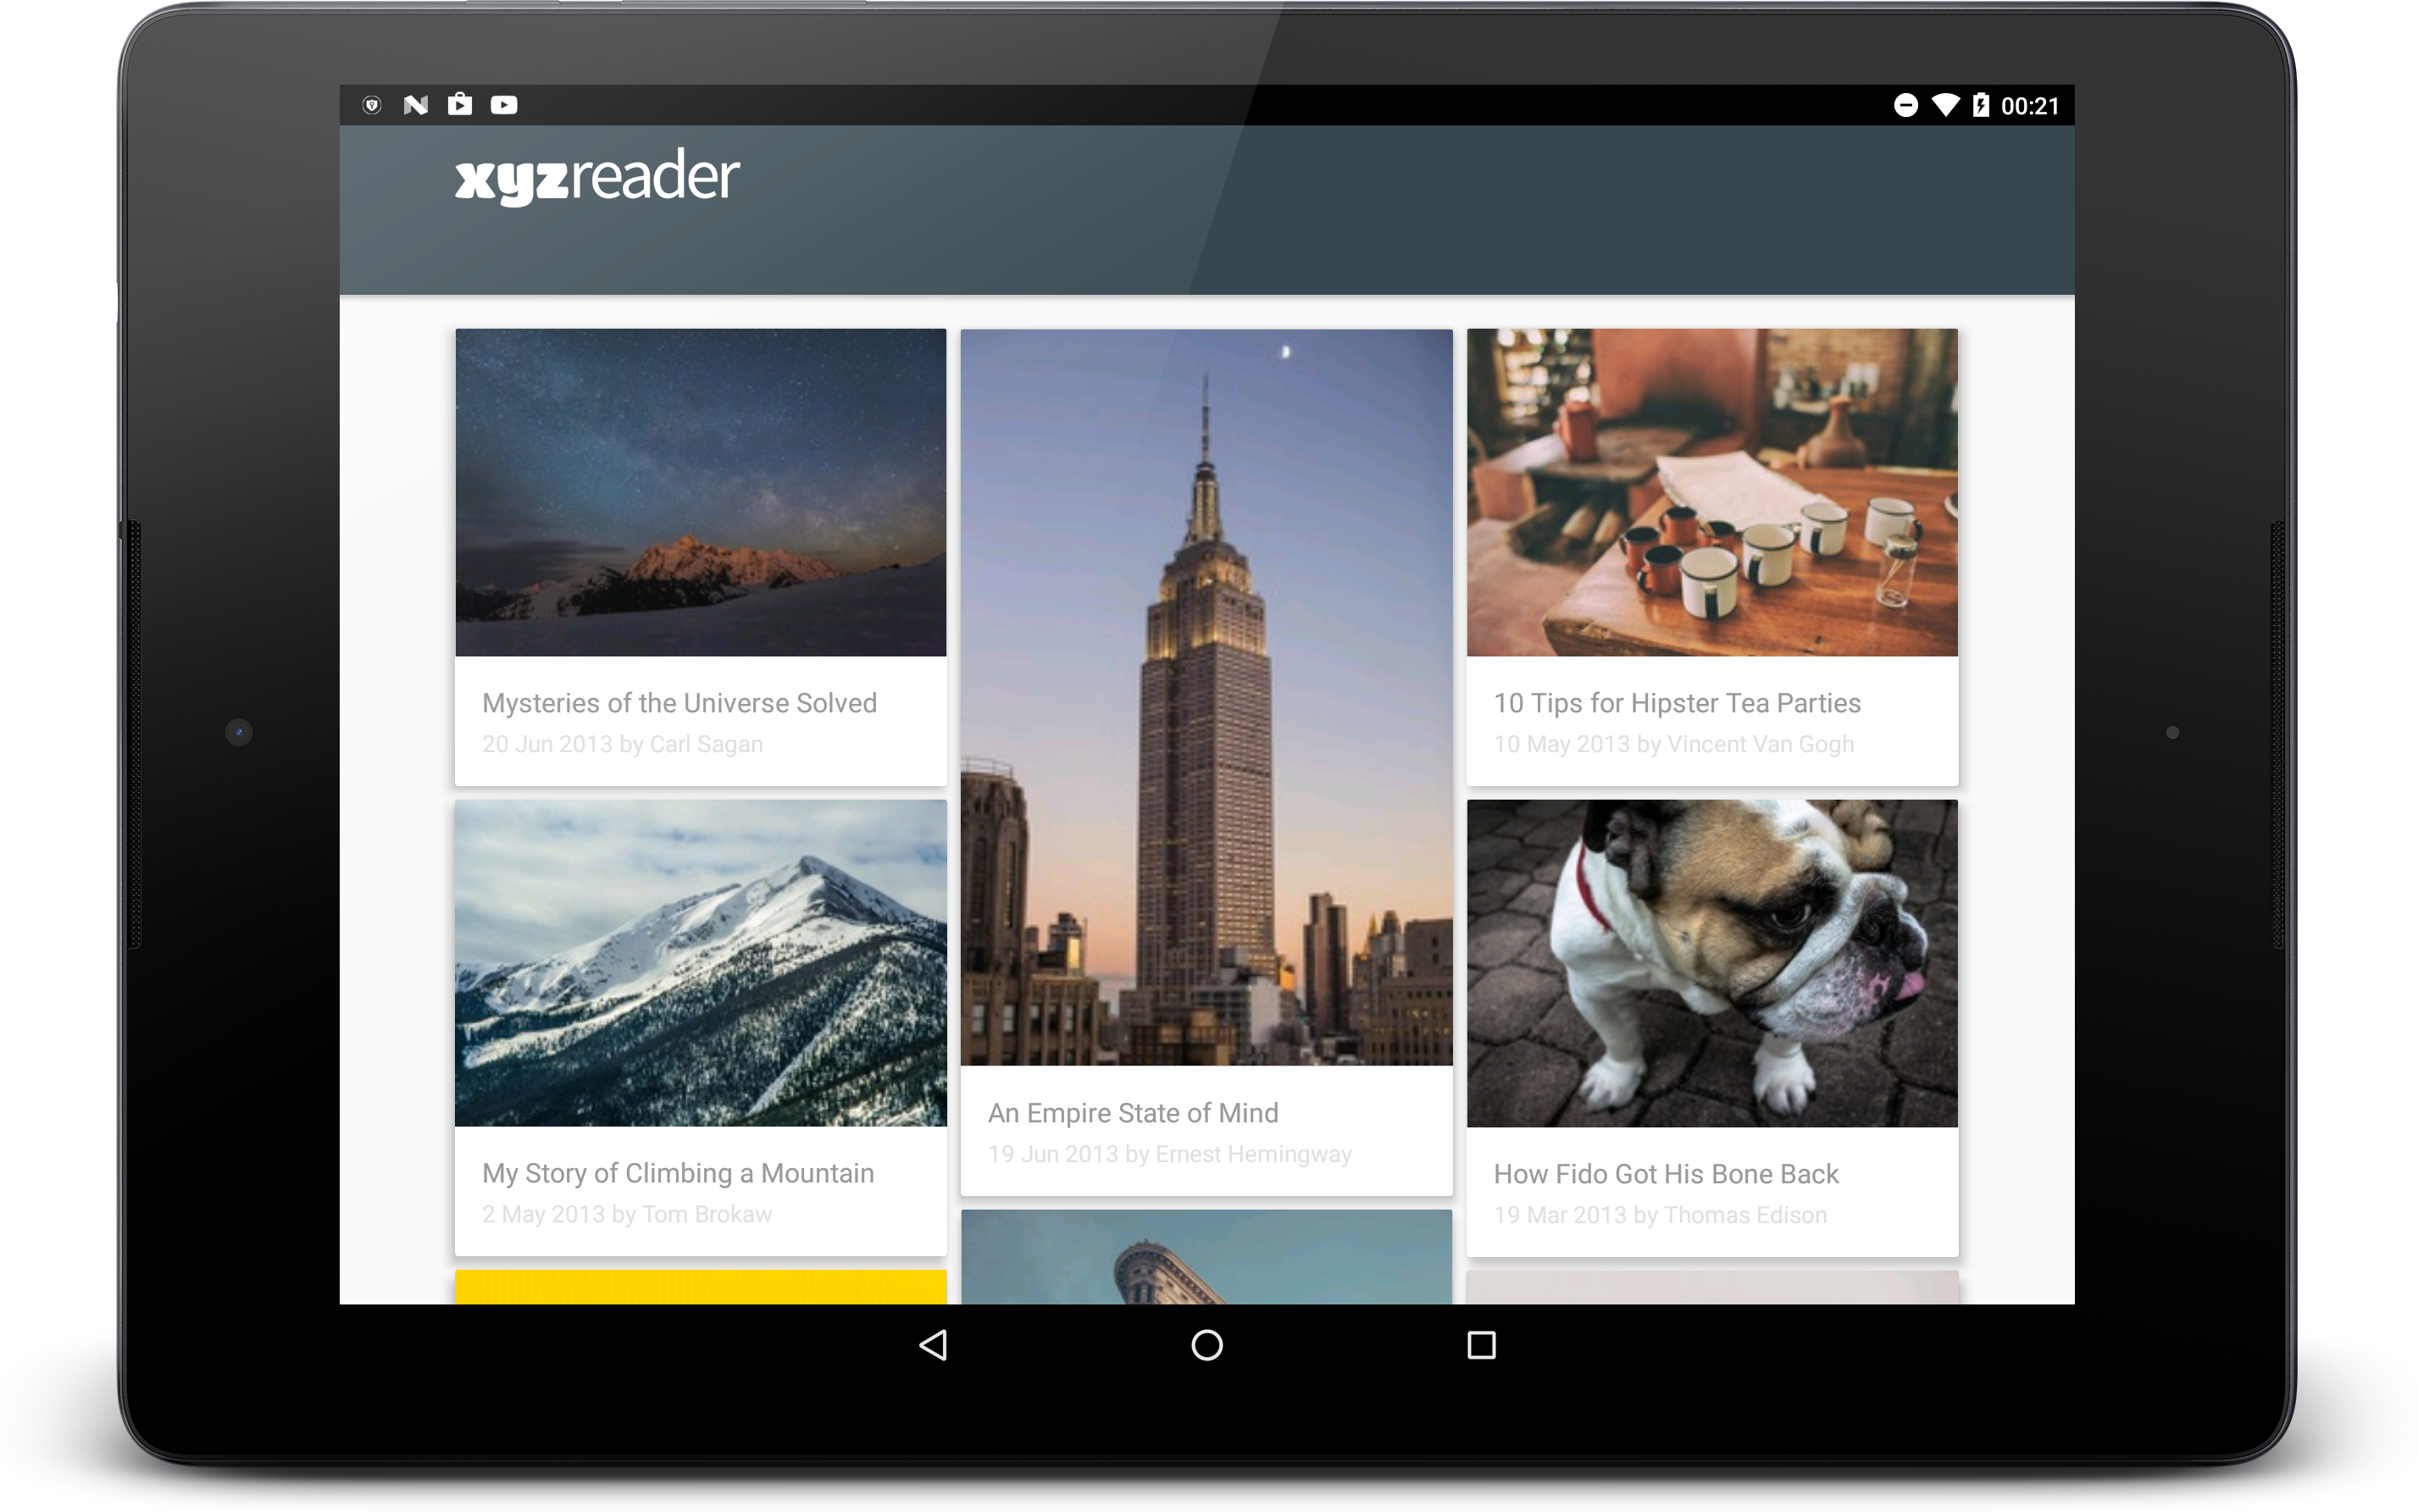 00:21
xyzreader
Mysteries of the Universe Solved
20 Jun 2013 by Carl Sagan
10 Tips for Hipster Tea Parties
10 May 2013 by Vincent Van Gogh
An Empire State of Mind
19 Jun 2013 by Ernest Hemingway
My Story of Climbing a Mountain
2 May 2013 by Tom Brokaw
How Fido Got His Bone Back
19 Mar 2013 by Thomas Edison